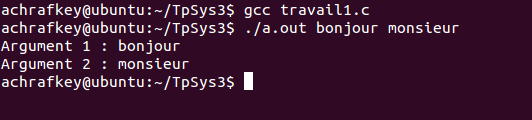 achrafkey@ubuntu:~/TpSys3$ gcc travail1.c
achrafkey@ubuntu:~/TpSys3$ ./a.out bonjour monsieur
Argument 1 : bonjour
Argument 2 : monsieur
achrafkey@ubuntu:~/TpSys3$